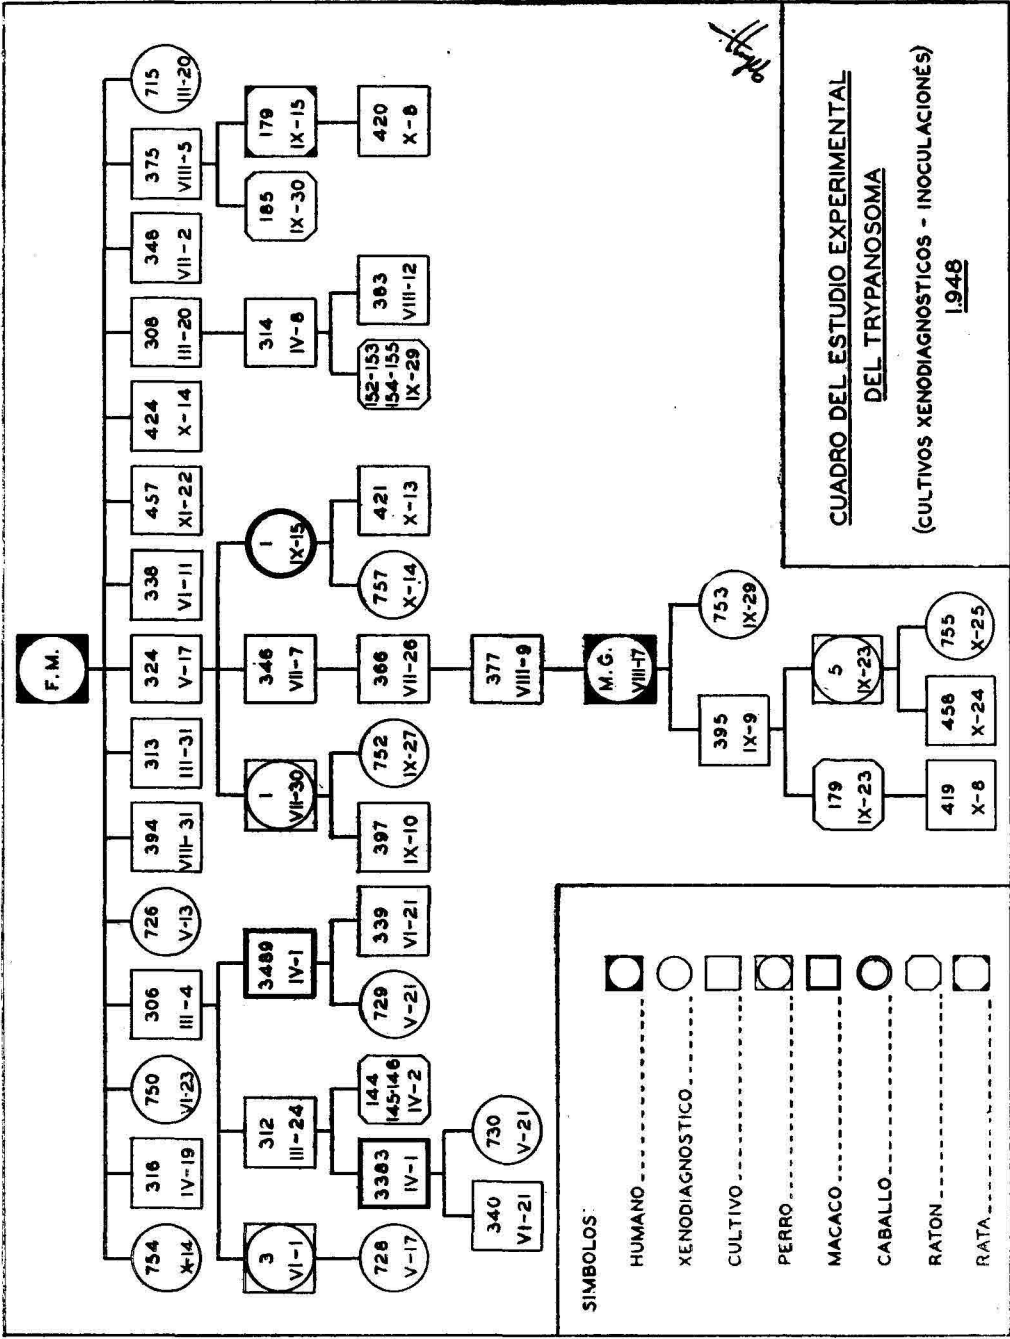 F.M.
754
X-14
316
IV-19
750
VI-23
306
III-4
726
V-13
394
VIII-31
313
III-31
324
V-17
338
VI-11
457
XI-22
424
X-14
308
III-20
348
VII-2
375
VIII-5
715
III-20
3
VI-1
312
III-24
3489
IV-1
1
VII-30
346
VII-7
1
IX-15
314
IV-8
185
IX-30
179
IX-15
728
V-17
3383
IV-1
144
145-146
IV-2
729
V-21
339
VI-21
397
IX-10
752
IX-27
366
VII-26
757
X-14
421
X-13
152-153
154-155
IX-29
383
VIII-12
420
X-8
340
VI-21
730
V-21
377
VIII-9
M.G.
VIII-17
395
IX-9
753
IX-29
179
IX-23
5
IX-23
419
X-8
458
X-24
755
X-25
SIMBOLOS:
HUMANO
XENODIAGNOSTICO
CULTIVO
PERRO
MACACO
CABALLO
RATON
RATA
CUADRO DEL ESTUDIO EXPERIMENTAL
DEL TRYPANOSOMA
(CULTIVOS XENODIAGNOSTICOS - INOCULACIONES)
1.948